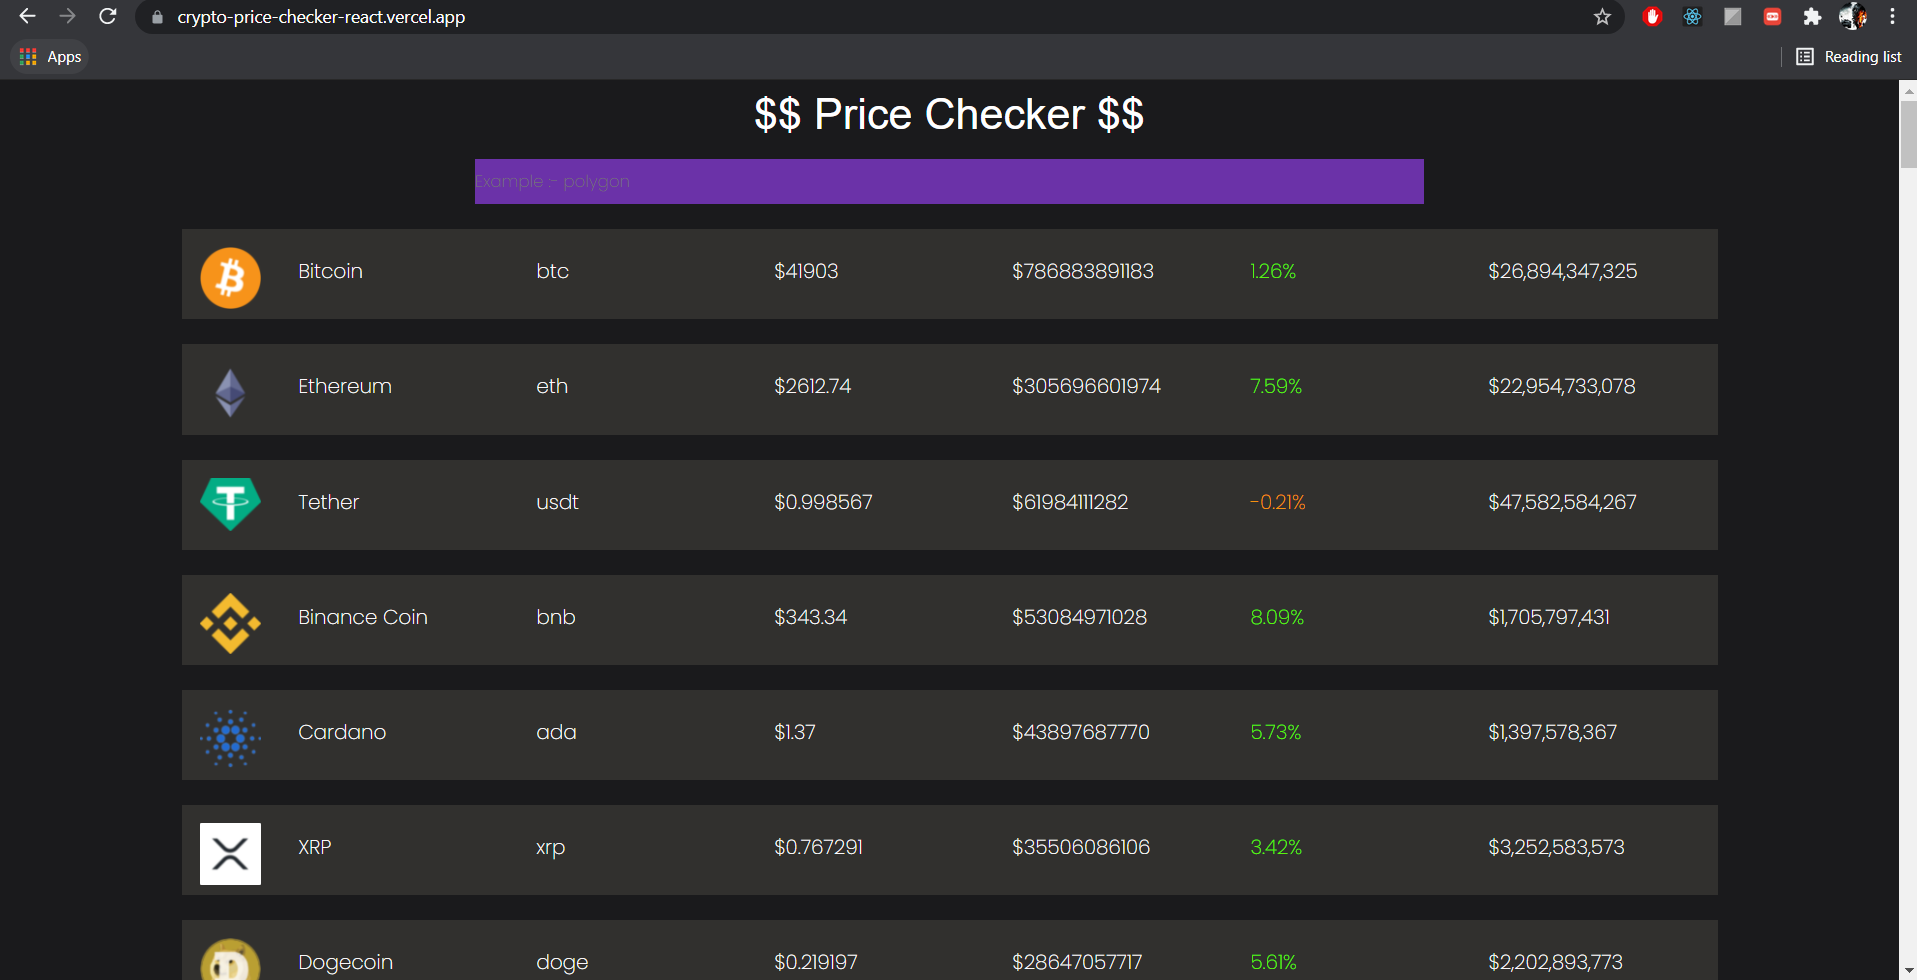 crypto-price-checker-react.vercel.app
Apps
Reading list
$$ Price Checker $$
Example :- polygon
Bitcoin btc $41903 $786883891183 1.26% $26,894,347,325
Ethereum eth $2612.74 $305696601974 7.59% $22,954,733,078
Tether usdt $0.998567 $61984111282 -0.21% $47,582,584,267
Binance Coin bnb $343.34 $53084971028 8.09% $1,705,797,431
Cardano ada $1.37 $43897687770 5.73% $1,397,578,367
XRP xrp $0.767291 $35506086106 3.42% $3,252,583,573
Dogecoin doge $0.219197 $28647057717 5.61% $2,202,893,773